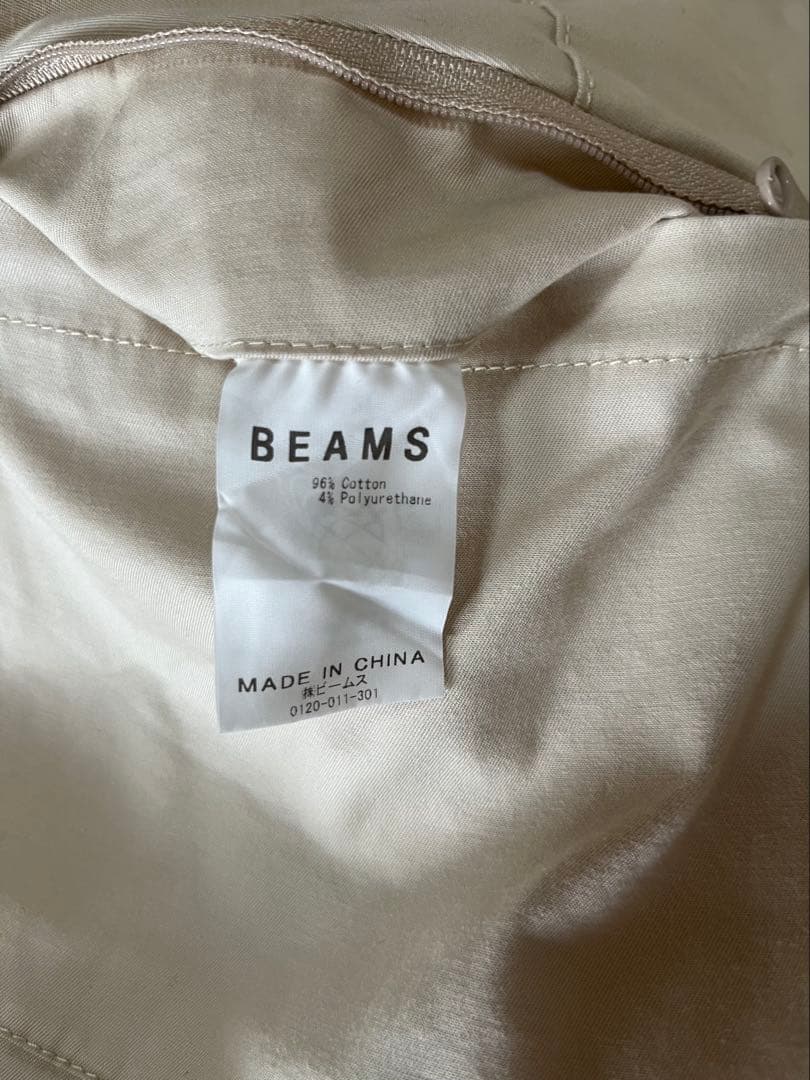 BEAMS
96% Cotton
4% Polyurethane
MADE IN CHINA
㈱ビームス
0120-011-301